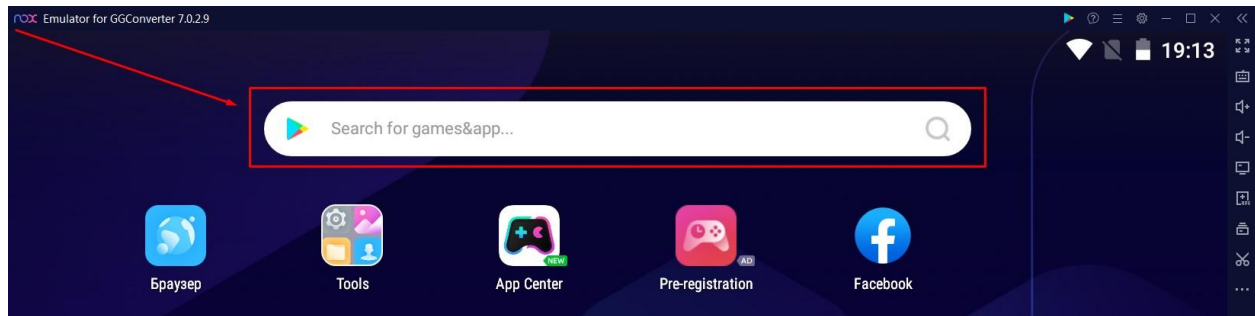 nox Emulator for GGConverter 7.0.2.9
19:13
Search for games&app...
NEW
AD
Браузер
Tools
App Center
Pre-registration
Facebook